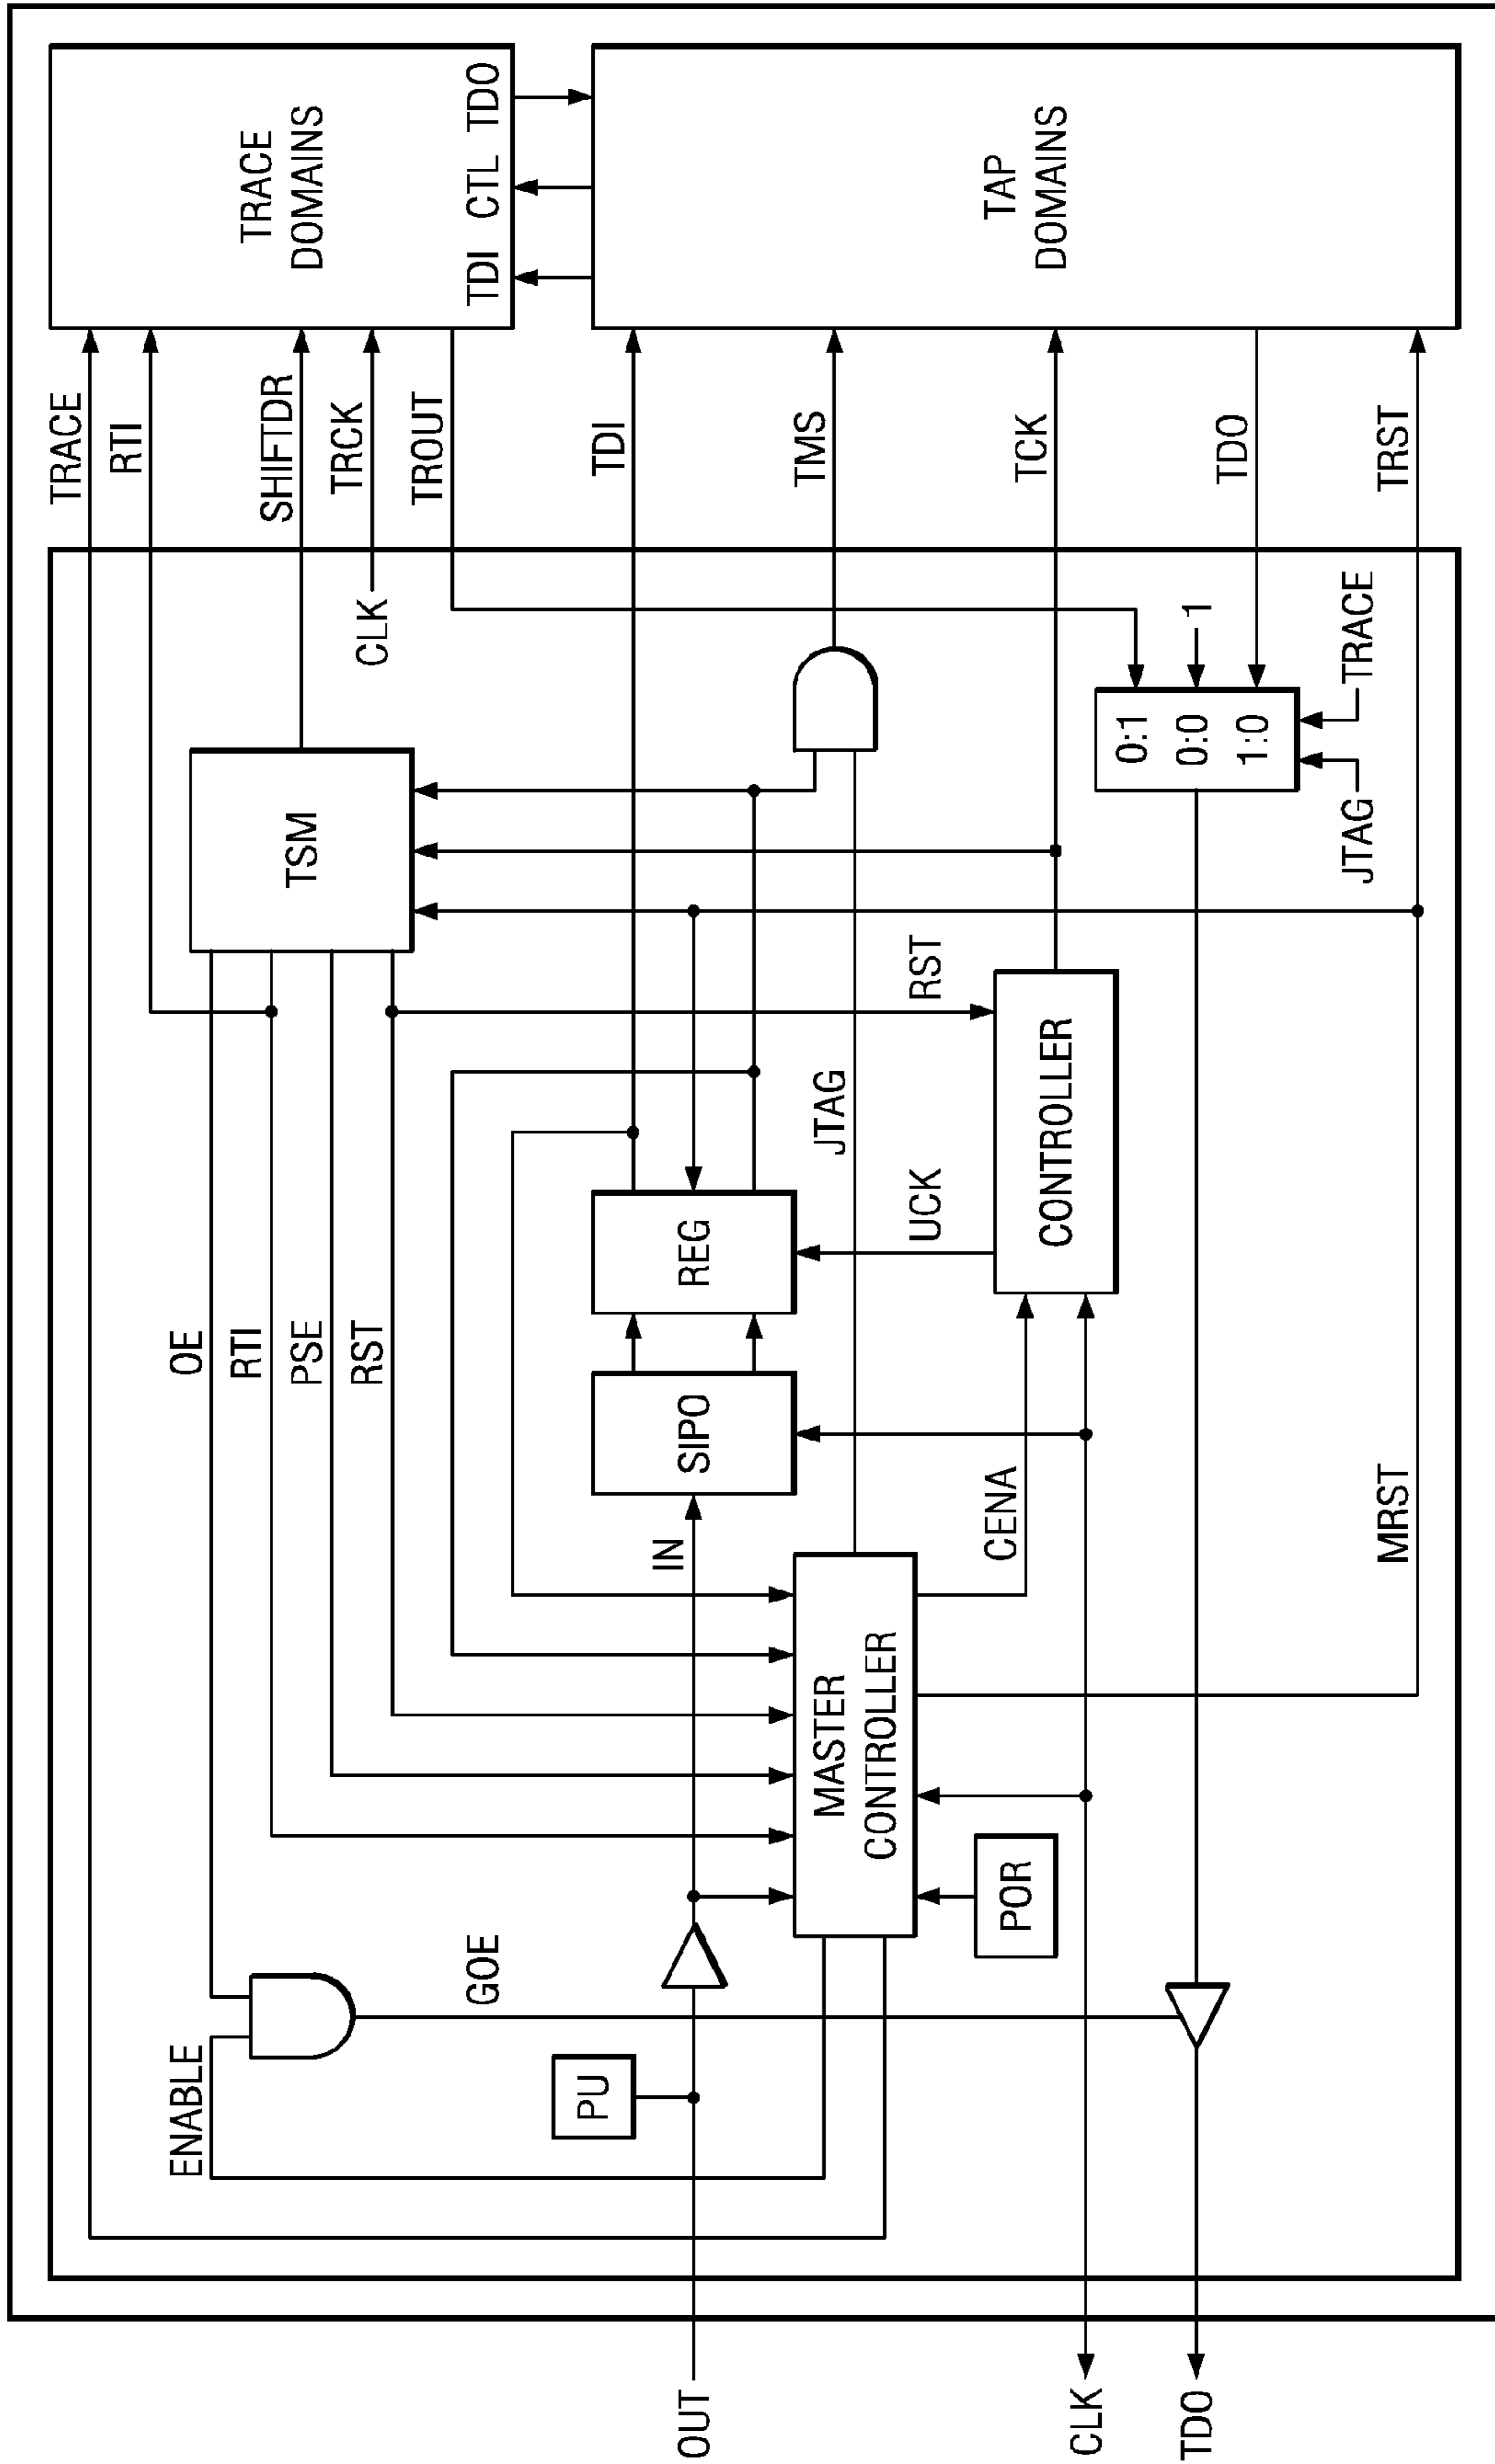 OUT
CLK
TDO
ENABLE
GOE
PU
OE
RTI
PSE
RST
IN
MASTER
CONTROLLER
POR
SIPO
REG
UCK
CENA
MRST
JTAG
CONTROLLER
RST
TSM
CLK
0:1
0:0
1:0
1
JTAG
TRACE
TRACE
RTI
SHIFTDR
TRCK
TROUT
TDI
TMS
TCK
TDO
TRST
TRACE
DOMAINS
TDI CTL TDO
TAP
DOMAINS